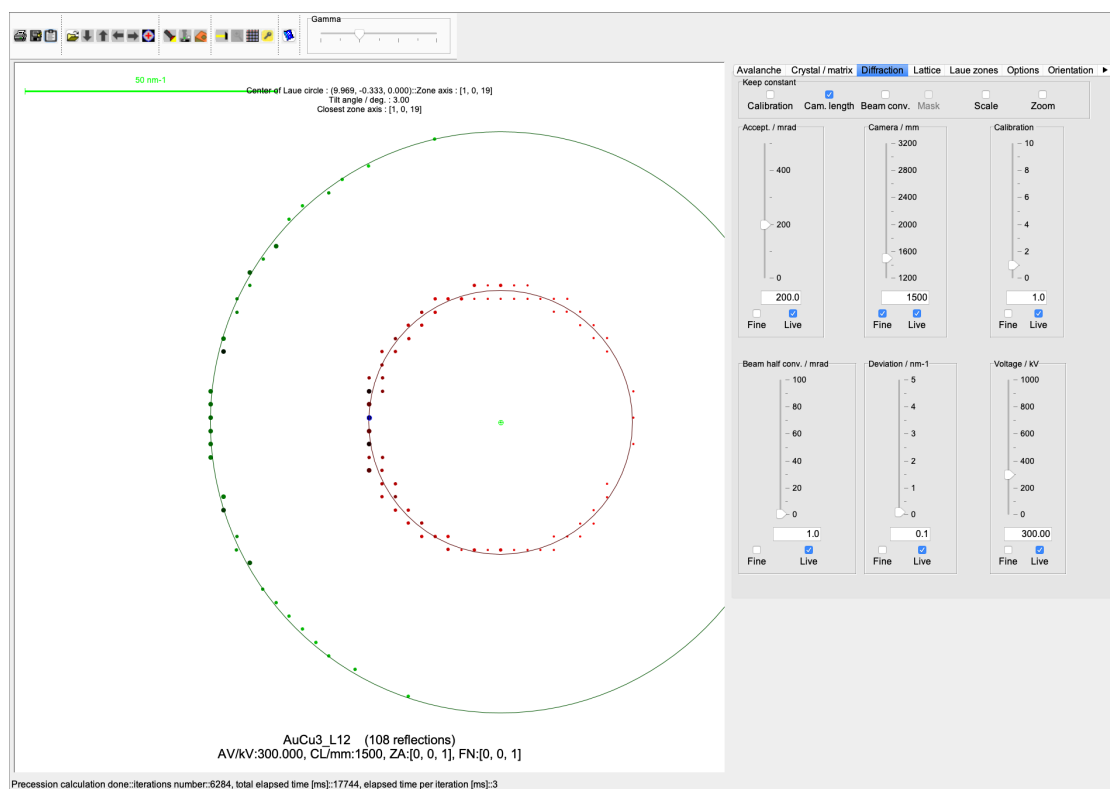 Gamma
50 nm-1
Center of Laue circle : (9.969, -0.333, 0.000)::Zone axis : [1, 0, 19]
Tilt angle / deg. : 3.00
Closest zone axis : [1, 0, 19]
Avalanche Crystal / matrix Diffraction Lattice Laue zones Options Orientation
Keep constant
Calibration Cam. length Beam conv. Mask Scale Zoom
Accept. / mrad Camera / mm Calibration
3200 10
400 2800 8
2400 6
200 2000 4
1600 2
0 1200 0
200.0 1500 1.0
Fine Live Fine Live Fine Live
Beam half conv. / mrad Deviation / nm-1 Voltage / kV
100 5 1000
80 4 800
60 3 600
40 2 400
20 1 200
0 0 0
1.0 0.1 300.00
Fine Live Fine Live Fine Live
AuCu3_L12 (108 reflections)
AV/kV:300.000, CL/mm:1500, ZA:[0, 0, 1], FN:[0, 0, 1]
Precession calculation done::iterations number::6284, total elapsed time [ms]::17744, elapsed time per iteration [ms]::3